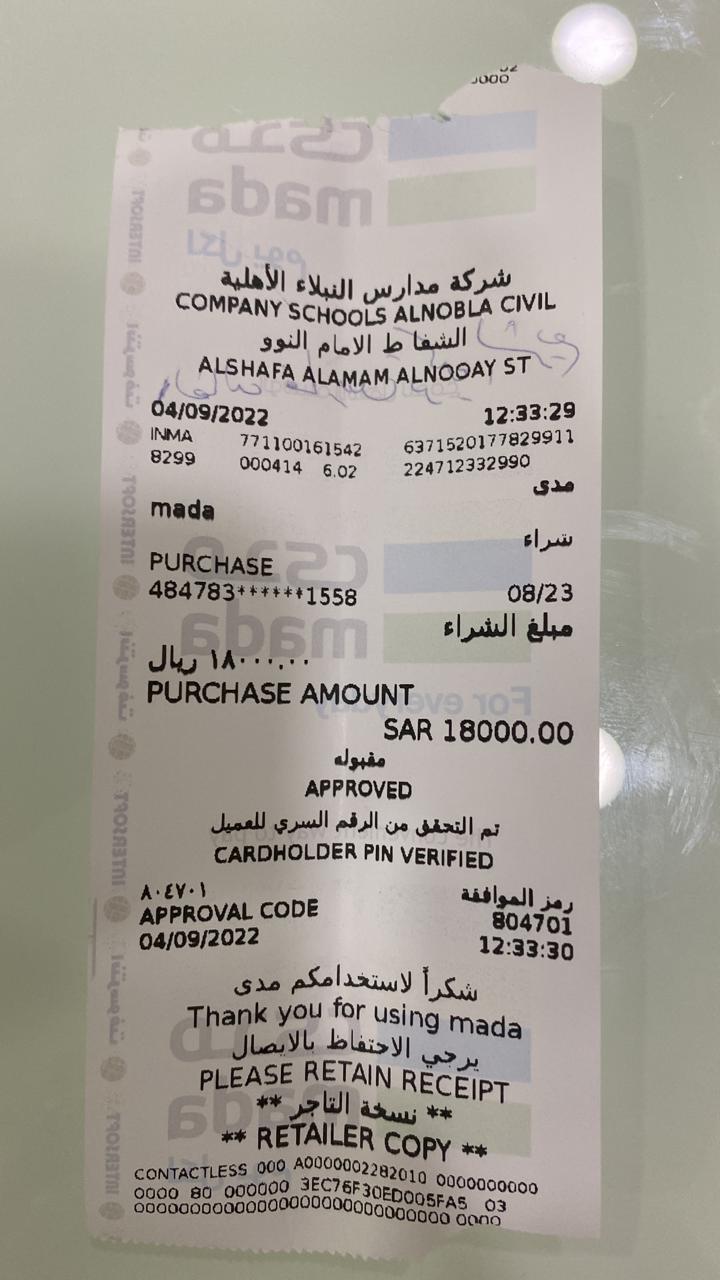 0000
شركة مدارس النبلاء الأهلية
COMPANY SCHOOLS ALNOBLA CIVIL
الشفا ط الامام النوو
ALSHAFA ALAMAM ALNOOAY ST
04/09/2022 12:33:29
INMA 771100161542 6371520177829911
8299 000414 6.02 224712332990
مدى
mada
شراء
PURCHASE
484783******1558 08/23
مبلغ الشراء
١٨٠٠٠.٠٠ ريال
PURCHASE AMOUNT
SAR 18000.00
مقبوله
APPROVED
تم التحقق من الرقم السري للعميل
CARDHOLDER PIN VERIFIED
رمز الموافقة ٨٠٤٧٠١
APPROVAL CODE 804701
04/09/2022 12:33:30
شكراً لاستخدامكم مدى
Thank you for using mada
يرجي الاحتفاظ بالايصال
PLEASE RETAIN RECEIPT
** نسخة التاجر **
** RETAILER COPY **
CONTACTLESS 000 A0000002282010 0000000000
0000 80 000000 3EC76F30ED005FA5 03